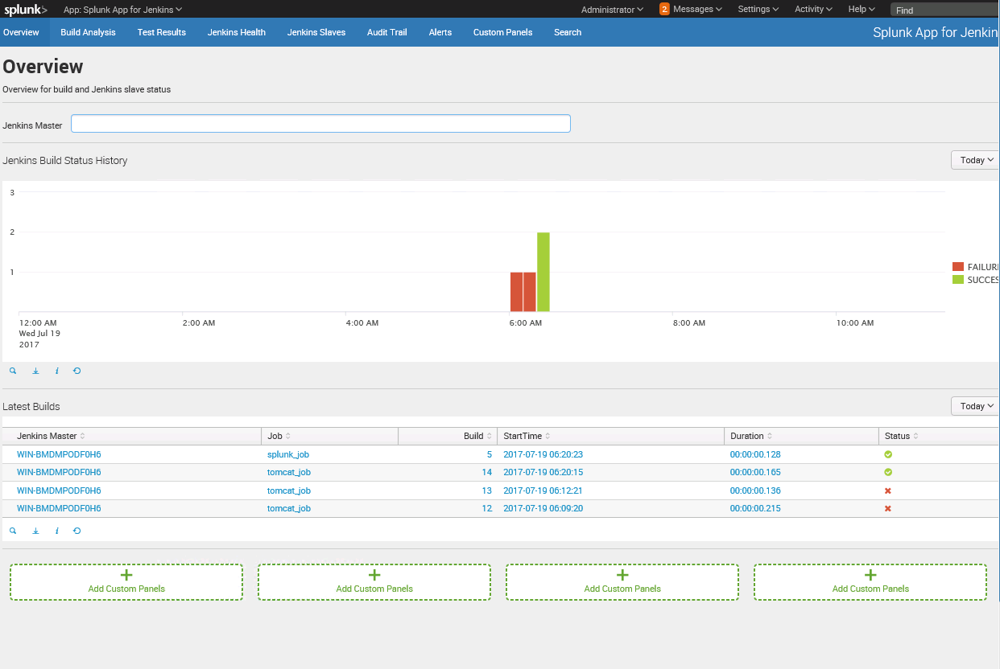 splunk> App: Splunk App for Jenkins Administrator 2 Messages Settings Activity Help Find
Overview Build Analysis Test Results Jenkins Health Jenkins Slaves Audit Trail Alerts Custom Panels Search Splunk App for Jenkin
Overview
Overview for build and Jenkins slave status
Jenkins Master
Jenkins Build Status History Today
3
2
1
FAILURE
SUCCES
12:00 AM 2:00 AM 4:00 AM 6:00 AM 8:00 AM 10:00 AM
Wed Jul 19
2017
i
Latest Builds Today
Jenkins Master Job Build StartTime Duration Status
WIN-BMDMPODF0H6 splunk_job 5 2017-07-19 06:20:23 00:00:00.128
WIN-BMDMPODF0H6 tomcat_job 14 2017-07-19 06:20:15 00:00:00.165
WIN-BMDMPODF0H6 tomcat_job 13 2017-07-19 06:12:21 00:00:00.136
WIN-BMDMPODF0H6 tomcat_job 12 2017-07-19 06:09:20 00:00:00.215
i
Add Custom Panels Add Custom Panels Add Custom Panels Add Custom Panels